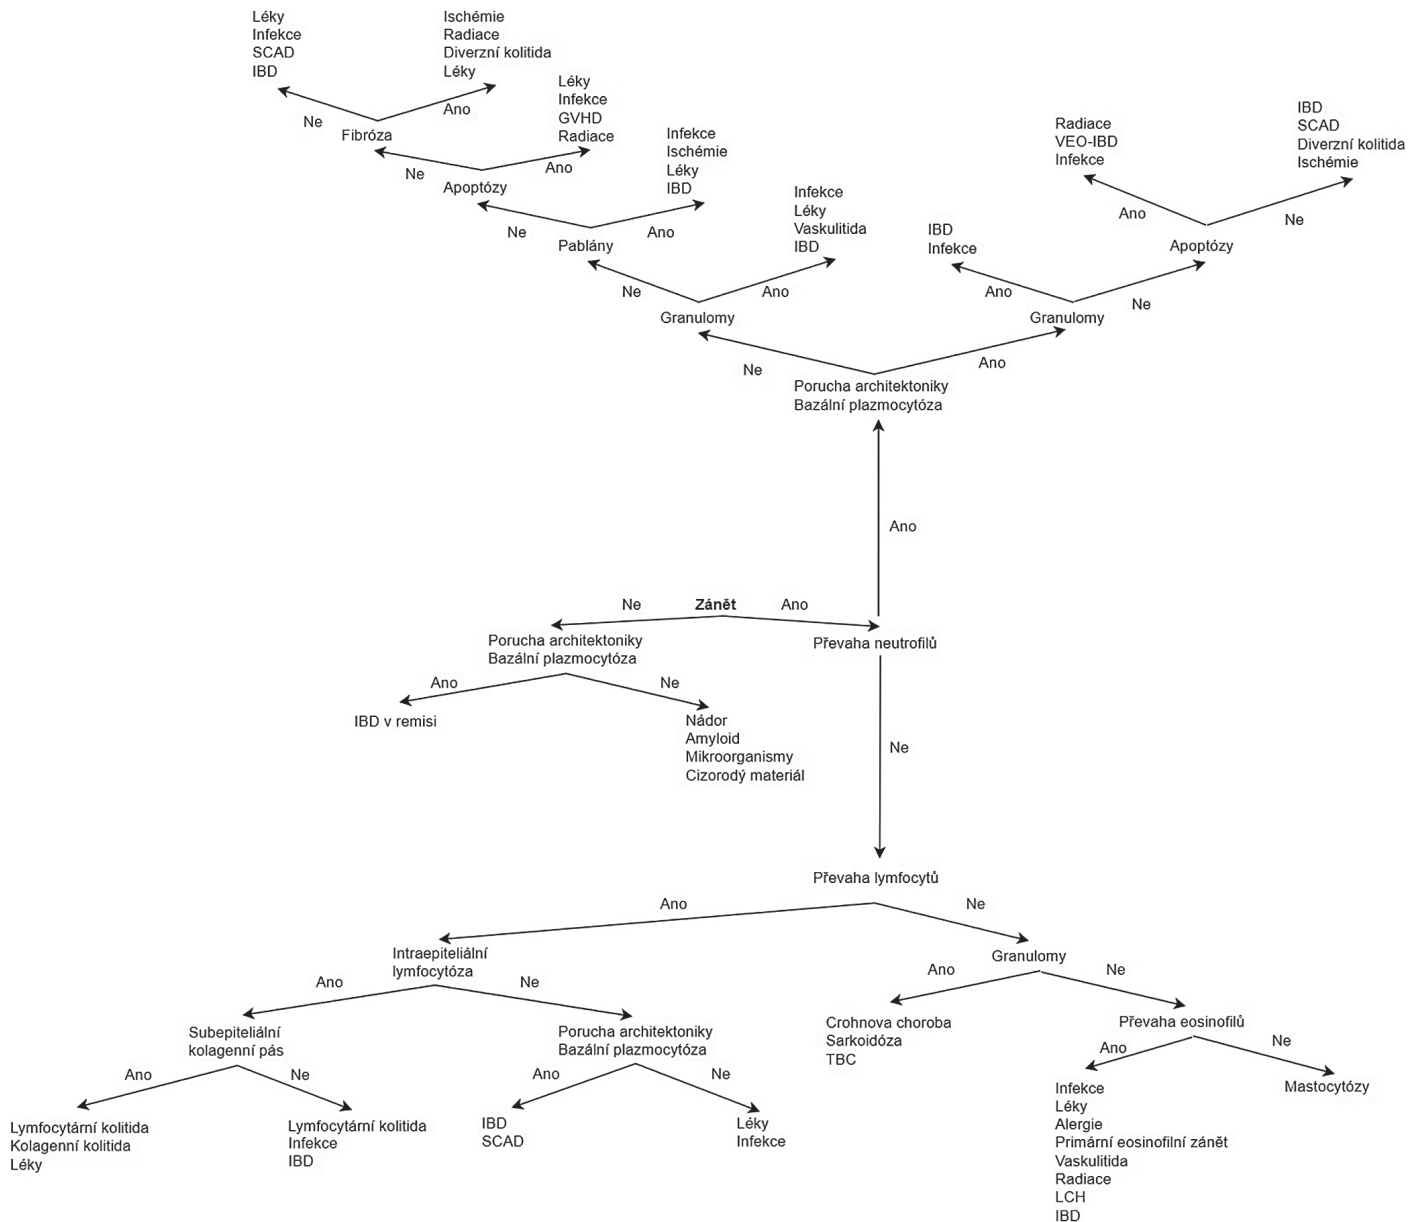 Léky
Infekce
SCAD
IBD
Ischémie
Radiace
Diverzní kolitida
Léky
Ne
Ano
Fibróza
Léky
Infekce
GVHD
Radiace
Ne
Ano
Apoptózy
Infekce
Ischémie
Léky
IBD
Ne
Ano
Pablány
Infekce
Léky
Vaskulitida
IBD
Ne
Ano
Granulomy
IBD
Infekce
Radiace
VEO-IBD
Infekce
IBD
SCAD
Diverzní kolitida
Ischémie
Ano
Ne
Apoptózy
Ano
Ne
Granulomy
Ne
Ano
Porucha architektoniky
Bazální plazmocytóza
Ano
Ne
Zánět
Ano
Porucha architektoniky
Bazální plazmocytóza
Převaha neutrofilů
Ano
Ne
IBD v remisi
Nádor
Amyloid
Mikroorganismy
Cizorodý materiál
Ne
Převaha lymfocytů
Ano
Ne
Intraepiteliální
lymfocytóza
Granulomy
Ano
Ne
Ano
Ne
Subepiteliální
kolagenní pás
Porucha architektoniky
Bazální plazmocytóza
Crohnova choroba
Sarkoidóza
TBC
Převaha eosinofilů
Ano
Ne
Ano
Ne
Ano
Ne
Lymfocytární kolitida
Kolagenní kolitida
Léky
Lymfocytární kolitida
Infekce
IBD
IBD
SCAD
Léky
Infekce
Infekce
Léky
Alergie
Primární eosinofilní zánět
Vaskulitida
Radiace
LCH
IBD
Mastocytózy